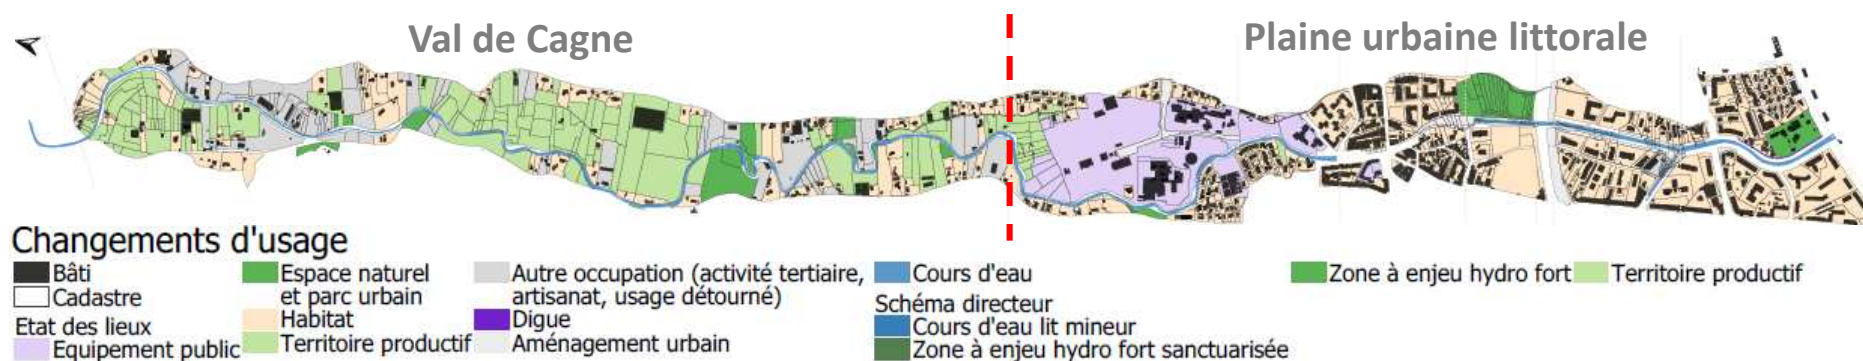 Val de Cagne
Plaine urbaine littorale
Changements d'usage
Bâti
Cadastre
Etat des lieux
Equipement public
Espace naturel
et parc urbain
Habitat
Territoire productif
Autre occupation (activité tertiaire,
artisanat, usage détourné)
Digue
Aménagement urbain
Cours d'eau
Schéma directeur
Cours d'eau lit mineur
Zone à enjeu hydro fort sanctuarisée
Zone à enjeu hydro fort
Territoire productif